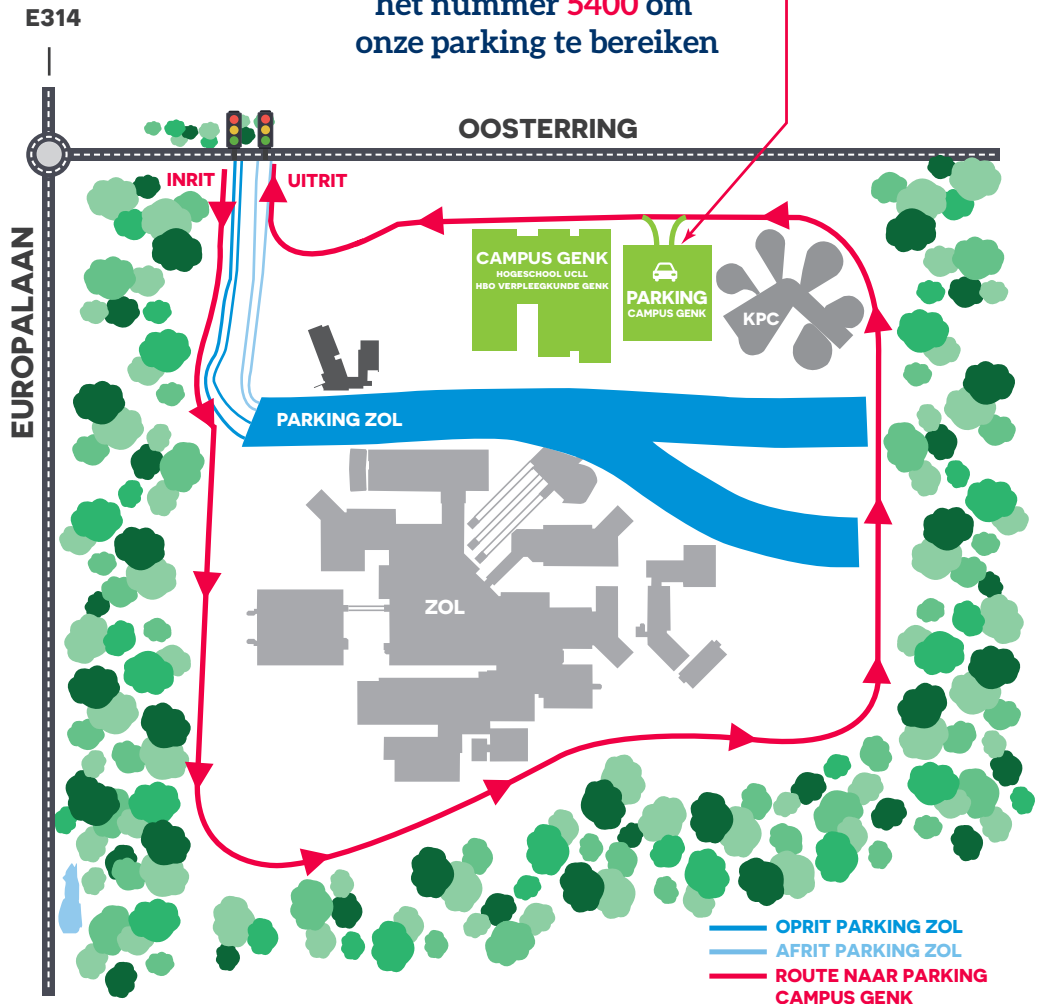 E314
het nummer 5400 om
onze parking te bereiken
OOSTERRING
INRIT
UITRIT
EUROPALAAN
CAMPUS GENK
HOGESCHOOL UCLL
HBO VERPLEEGKUNDE GENK
PARKING
CAMPUS GENK
KPC
PARKING ZOL
ZOL
OPRIT PARKING ZOL
AFRIT PARKING ZOL
ROUTE NAAR PARKING
CAMPUS GENK